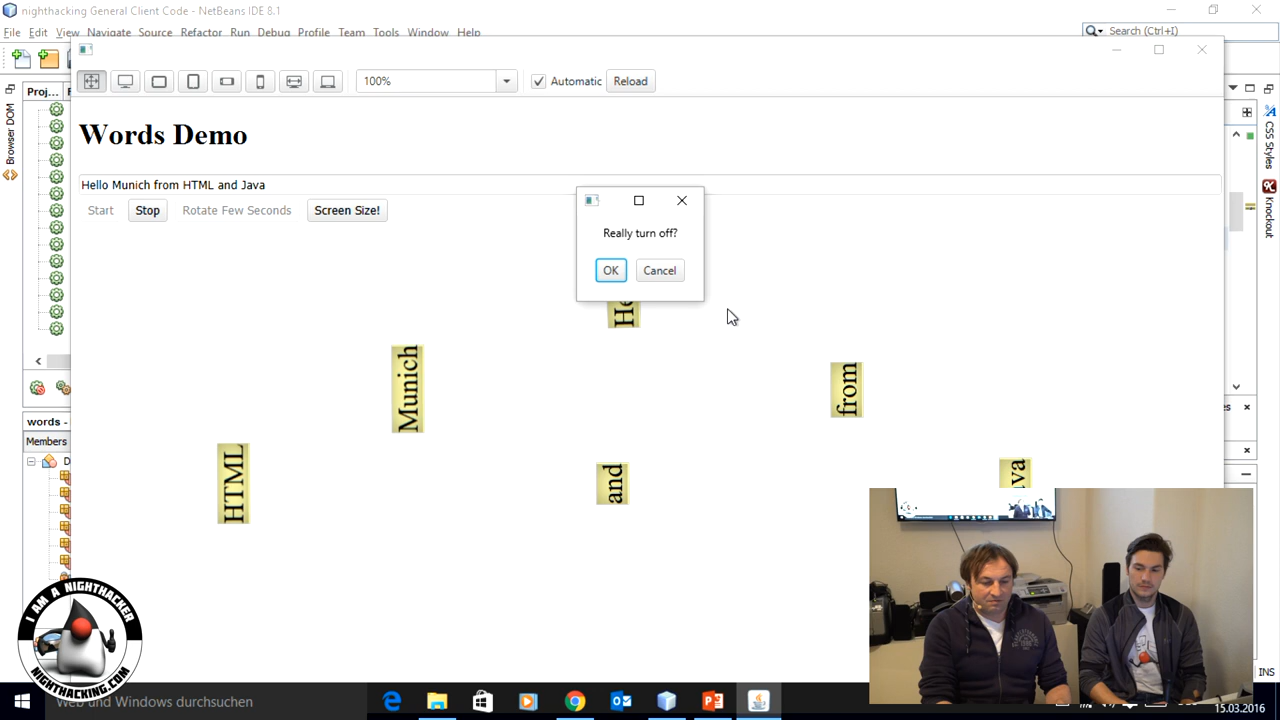 nighthacking General Client Code - NetBeans IDE 8.1
File Edit View Navigate Source Refactor Run Debug Profile Team Tools Window Help
Search (Ctrl+I)
100%
Automatic
Reload
Proj...
Browser DOM
CSS Styles
Knockout
Words Demo
Hello Munich from HTML and Java
Start Stop Rotate Few Seconds Screen Size!
Really turn off?
OK Cancel
He
Munich
from
HTML
and
va
words -
Members
D
es
I AM A NIGHTHACKER
NIGHTHACKING.COM
Web und Windows durchsuchen
INS
15.03.2016